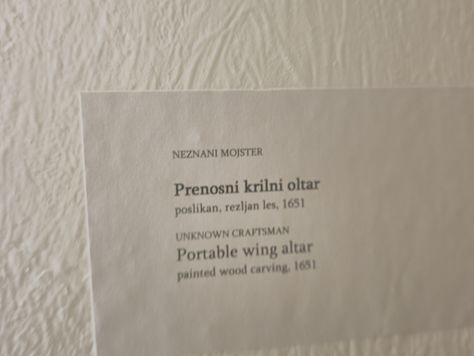 NEZNANI MOJSTER
Prenosni krilni oltar
poslikan, rezljan les, 1651
UNKNOWN CRAFTSMAN
Portable wing altar
painted wood carving, 1651